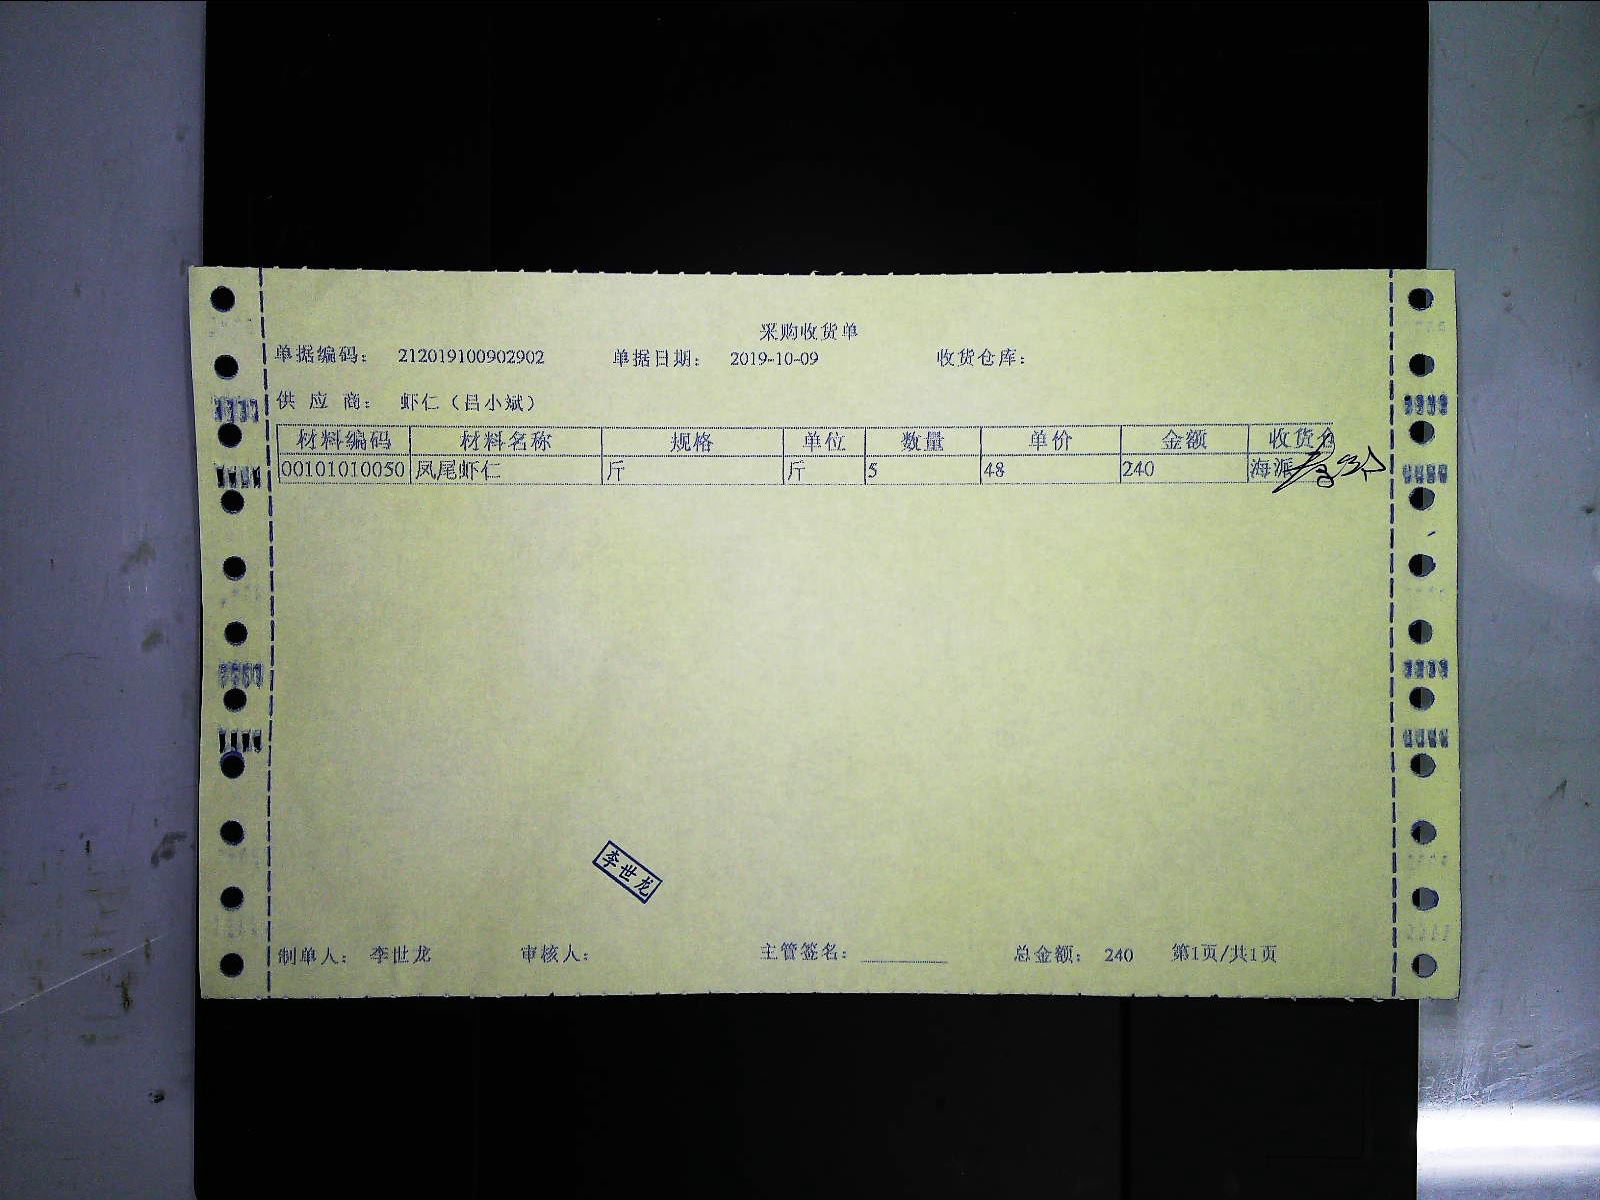 采购收货单
单据编码: 212019100902902 单据日期: 2019-10-09 收货仓库:
供 应 商: 虾仁（吕小斌）
材料编码 材料名称 规格 单位 数量 单价 金额 收货
00101010050 凤尾虾仁 斤 斤 5 48 240 海派
李世龙
制单人: 李世龙 审核人: 主管签名: 总金额: 240 第1页/共1页